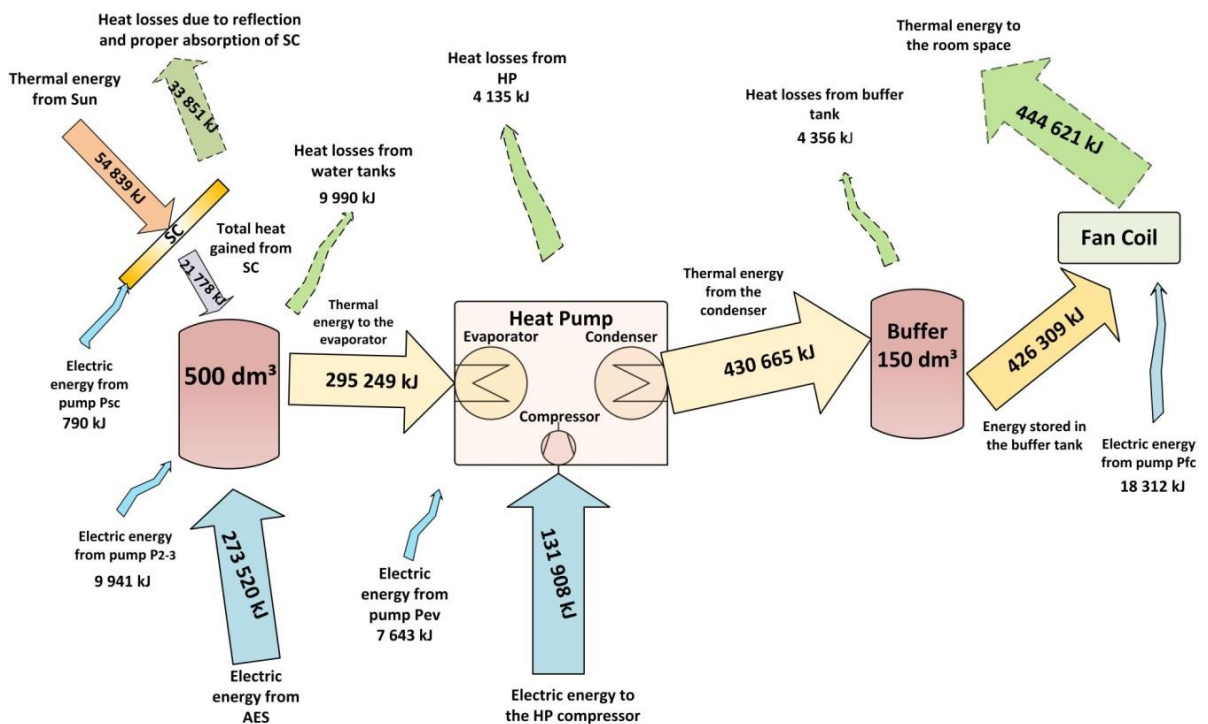 Heat losses due to reflection
and proper absorption of SC
33 851 kJ
Thermal energy
from Sun
54 839 kJ
SC
Total heat
gained from
SC
21 778 kJ
Electric
energy from
pump Psc
790 kJ
Heat losses from
water tanks
9 990 kJ
500 dm³
Electric energy
from pump P2-3
9 941 kJ
273 520 kJ
Electric
energy from
AES
Thermal
energy to the
evaporator
295 249 kJ
Heat losses from
HP
4 135 kJ
Heat Pump
Evaporator
Condenser
Compressor
Electric
energy from
pump Pev
7 643 kJ
131 908 kJ
Electric energy to
the HP compressor
Thermal energy
from the
condenser
430 665 kJ
Heat losses from buffer
tank
4 356 kJ
Buffer
150 dm³
426 309 kJ
Energy stored in
the buffer tank
Thermal energy to
the room space
444 621 kJ
Fan Coil
Electric energy
from pump Pfc
18 312 kJ